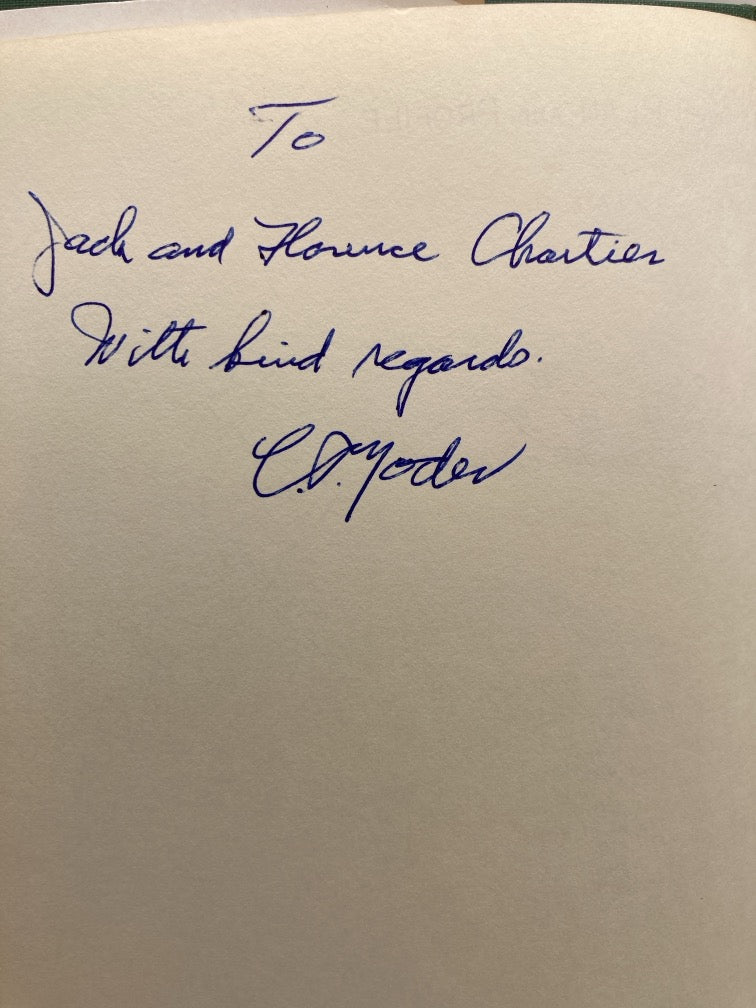 To
Jack and Florence Chartier
With kind regards.
C.P. Yoder